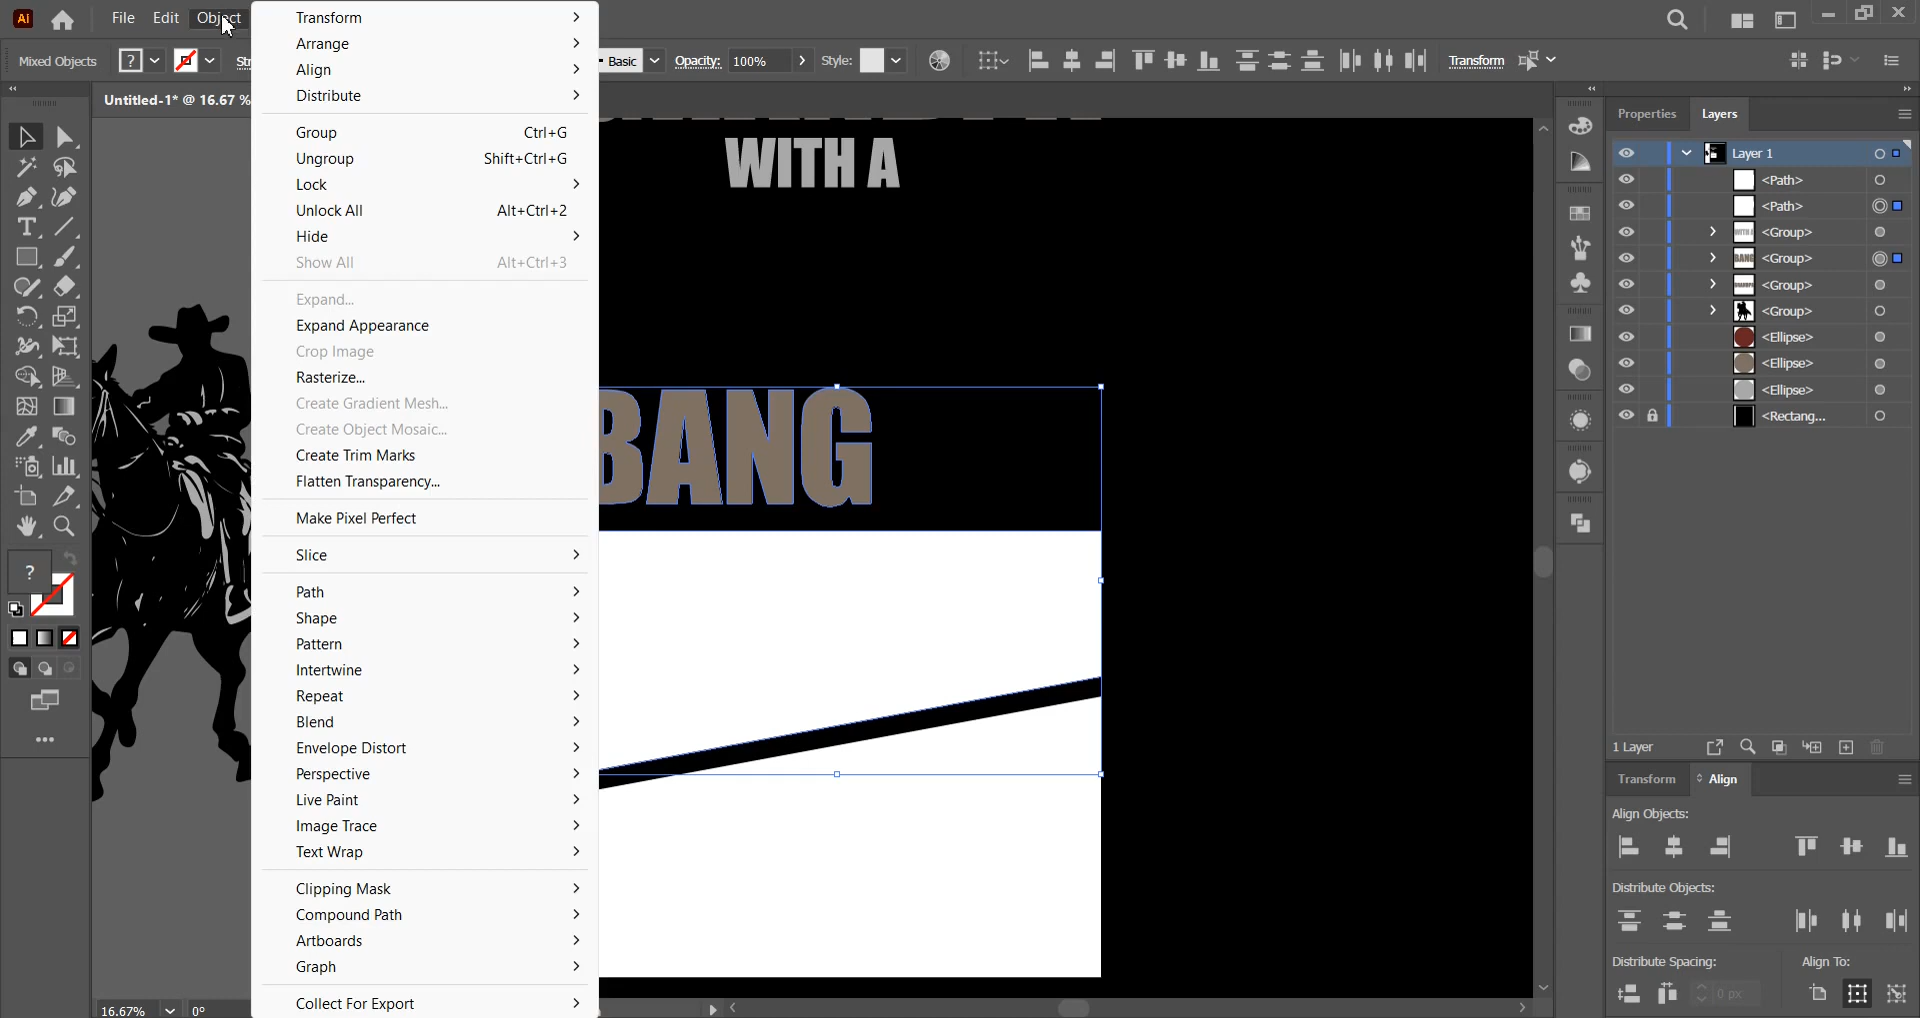 Ai
File Edit Object
Mixed Objects ? Str Basic Opacity: 100% Style: Transform
Untitled-1* @ 16.67 %
Transform
Arrange
Align
Distribute
Group Ctrl+G
Ungroup Shift+Ctrl+G
Lock
Unlock All Alt+Ctrl+2
Hide
Show All Alt+Ctrl+3
Expand...
Expand Appearance
Crop Image
Rasterize...
Create Gradient Mesh...
Create Object Mosaic...
Create Trim Marks
Flatten Transparency...
Make Pixel Perfect
Slice
Path
Shape
Pattern
Intertwine
Repeat
Blend
Envelope Distort
Perspective
Live Paint
Image Trace
Text Wrap
Clipping Mask
Compound Path
Artboards
Graph
Collect For Export
WITH A
BANG
?
16.67% 0°
Properties Layers
Layer 1
<Path>
<Path>
<Group>
<Group>
<Group>
<Group>
<Ellipse>
<Ellipse>
<Ellipse>
<Rectang...
1 Layer
Transform Align
Align Objects:
Distribute Objects:
Distribute Spacing: Align To:
0 px